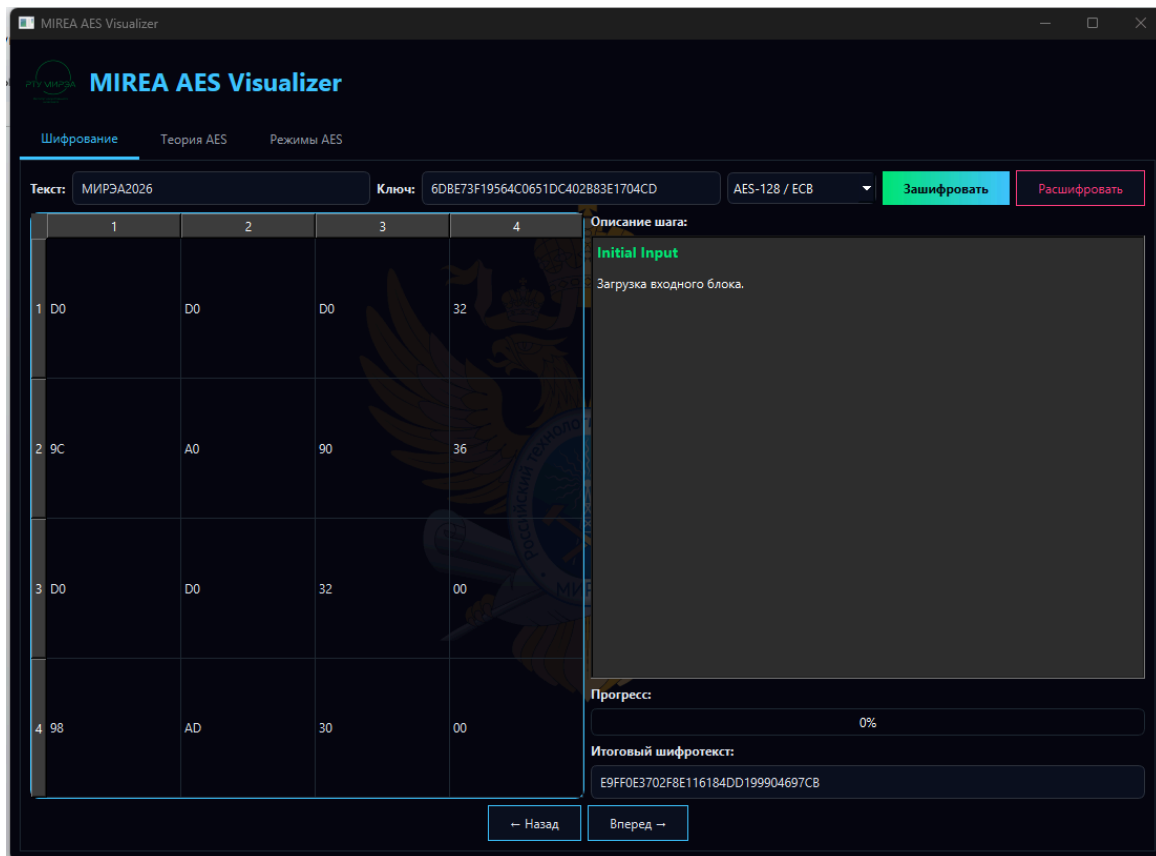 MIREA AES Visualizer
РТУ МИРЭА
MIREA AES Visualizer
Шифрование Теория AES Режимы AES
Текст: МИРЭА2026 Ключ: 6DBE73F19564C0651DC402B83E1704CD AES-128 / ECB Зашифровать Расшифровать
1 2 3 4
1 D0 D0 D0 32
2 9C A0 90 36
3 D0 D0 32 00
4 98 AD 30 00
Описание шага:
Initial Input
Загрузка входного блока.
Прогресс:
0%
Итоговый шифротекст:
E9FF0E3702F8E116184DD199904697CB
← Назад Вперед →